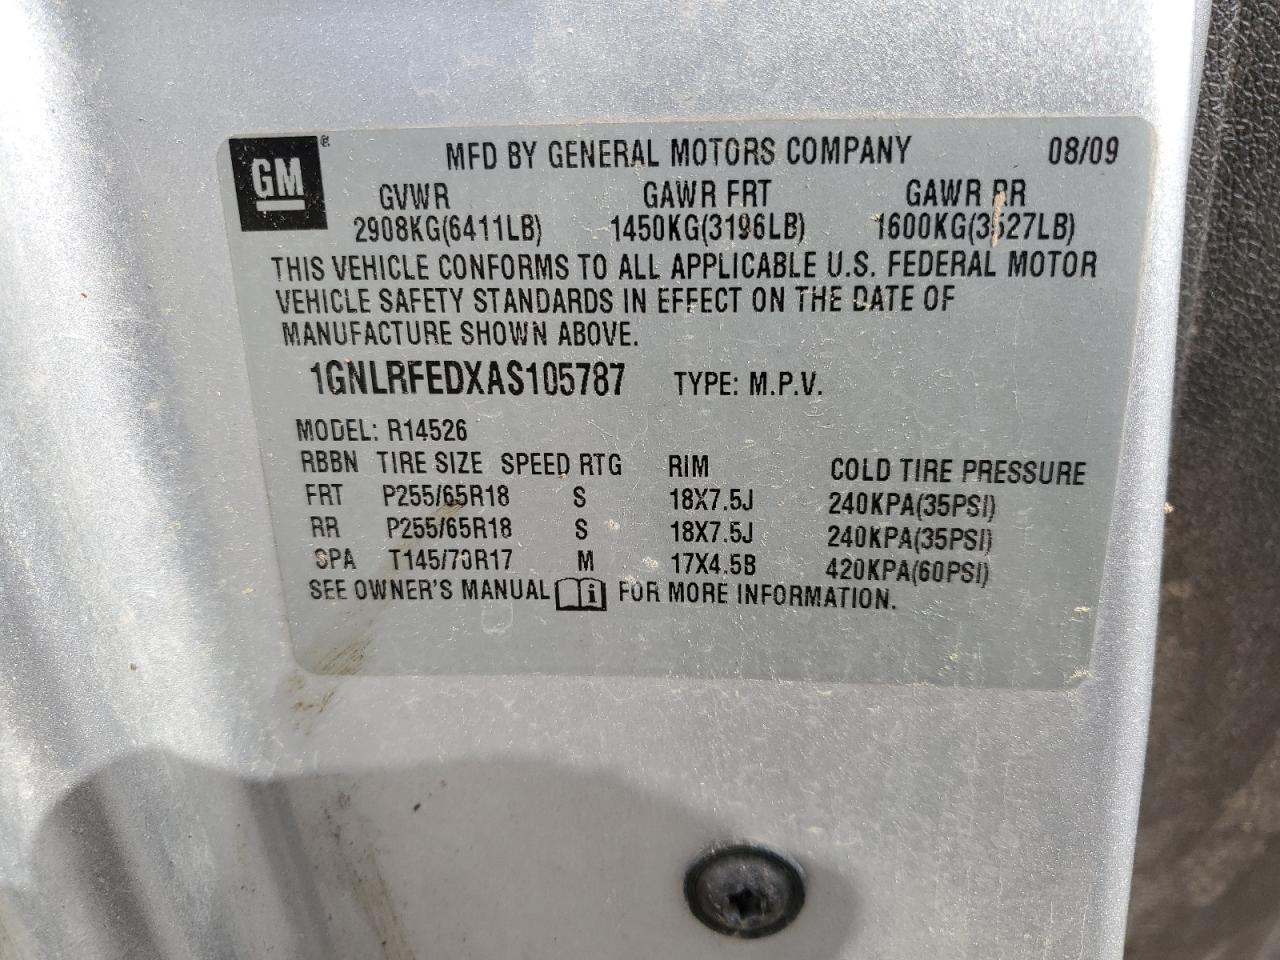 GM ®
MFD BY GENERAL MOTORS COMPANY 08/09
GVWR GAWR FRT GAWR RR
2908KG(6411LB) 1450KG(3196LB) 1600KG(3527LB)
THIS VEHICLE CONFORMS TO ALL APPLICABLE U.S. FEDERAL MOTOR
VEHICLE SAFETY STANDARDS IN EFFECT ON THE DATE OF
MANUFACTURE SHOWN ABOVE.
1GNLRFEDXAS105787 TYPE: M.P.V.
MODEL: R14526
RBBN TIRE SIZE SPEED RTG RIM COLD TIRE PRESSURE
FRT P255/65R18 S 18X7.5J 240KPA(35PSI)
RR P255/65R18 S 18X7.5J 240KPA(35PSI)
SPA T145/70R17 M 17X4.5B 420KPA(60PSI)
SEE OWNER'S MANUAL i FOR MORE INFORMATION.